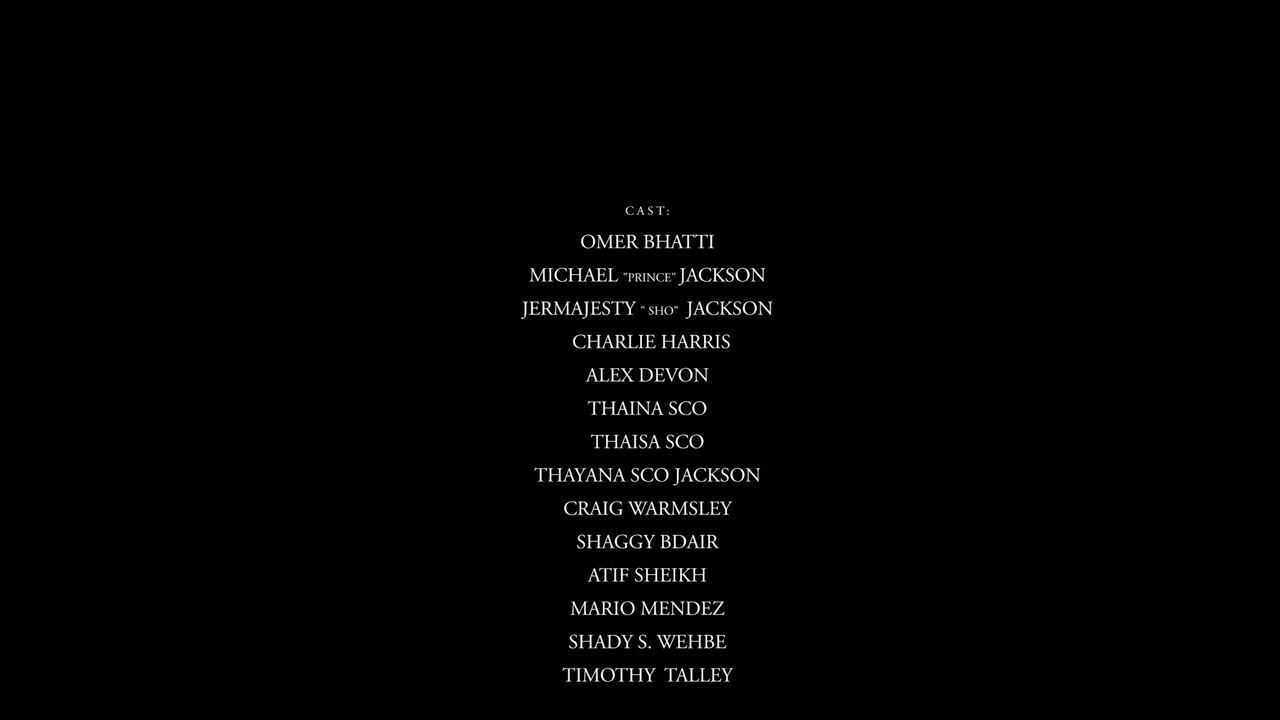 CAST:
OMER BHATTI
MICHAEL "PRINCE" JACKSON
JERMAJESTY " SHO" JACKSON
CHARLIE HARRIS
ALEX DEVON
THAINA SCO
THAISA SCO
THAYANA SCO JACKSON
CRAIG WARMSLEY
SHAGGY BDAIR
ATIF SHEIKH
MARIO MENDEZ
SHADY S. WEHBE
TIMOTHY TALLEY